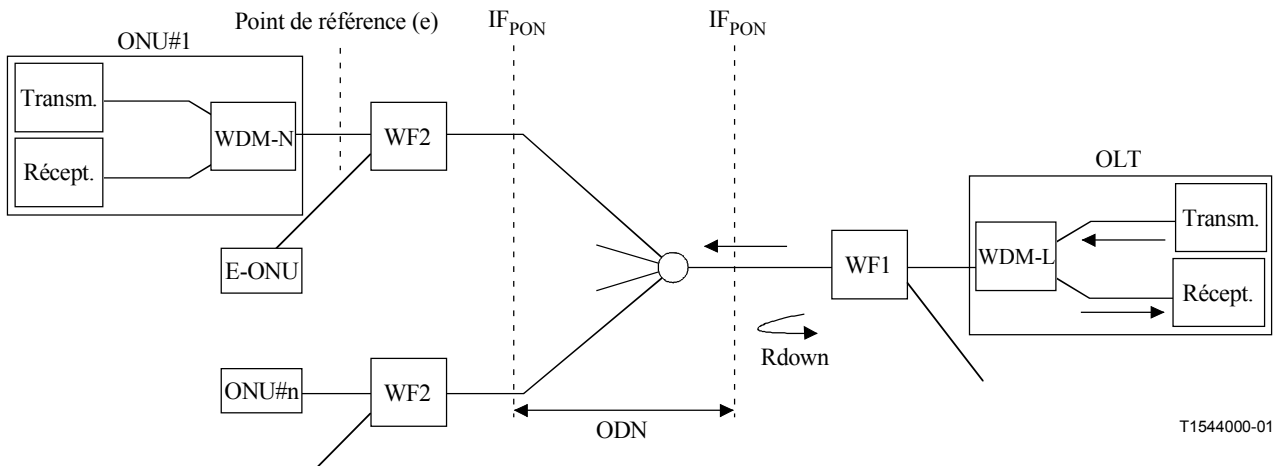 Point de référence (e)
IF_PON
IF_PON
ONU#1
Transm.
WDM-N
Récept.
WF2
E-ONU
OLT
Transm.
WDM-L
Récept.
WF1
Rdown
ONU#n
WF2
ODN
T1544000-01